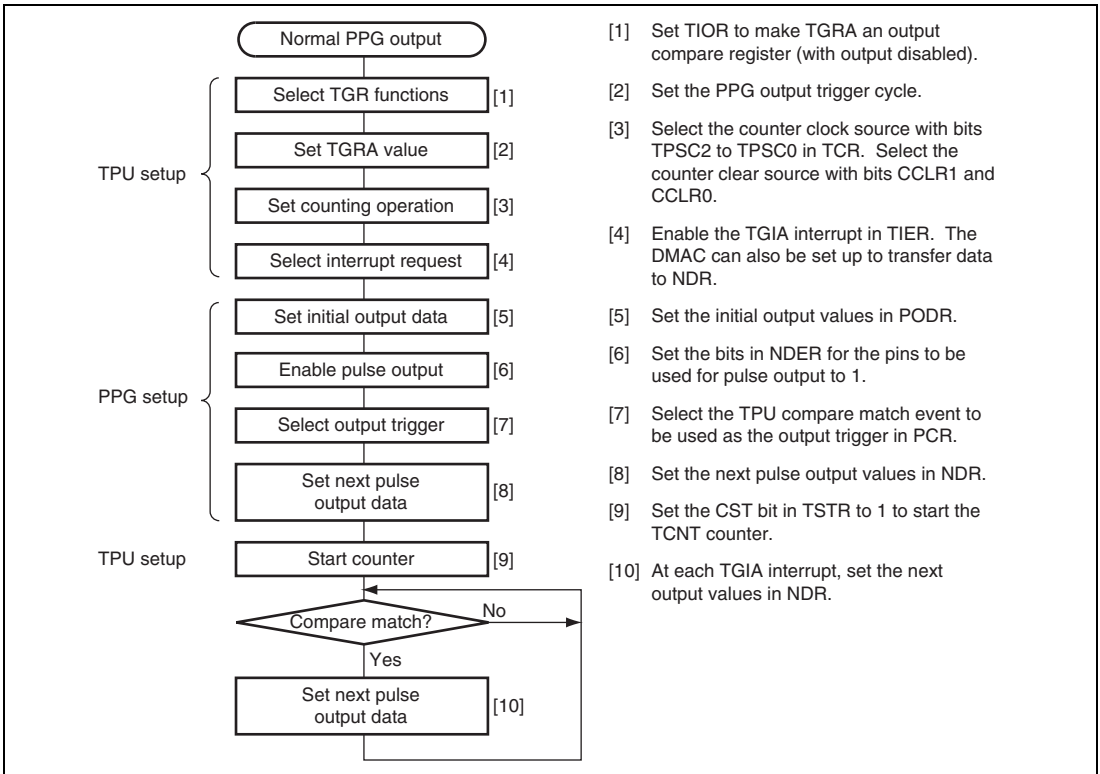 Normal PPG output
Select TGR functions [1]
Set TGRA value [2]
TPU setup
Set counting operation [3]
Select interrupt request [4]
Set initial output data [5]
Enable pulse output [6]
PPG setup
Select output trigger [7]
Set next pulse
output data
[8]
TPU setup
Start counter [9]
Compare match?
No
Yes
Set next pulse
output data
[10]
[1] Set TIOR to make TGRA an output
compare register (with output disabled).
[2] Set the PPG output trigger cycle.
[3] Select the counter clock source with bits
TPSC2 to TPSC0 in TCR. Select the
counter clear source with bits CCLR1 and
CCLR0.
[4] Enable the TGIA interrupt in TIER. The
DMAC can also be set up to transfer data
to NDR.
[5] Set the initial output values in PODR.
[6] Set the bits in NDER for the pins to be
used for pulse output to 1.
[7] Select the TPU compare match event to
be used as the output trigger in PCR.
[8] Set the next pulse output values in NDR.
[9] Set the CST bit in TSTR to 1 to start the
TCNT counter.
[10] At each TGIA interrupt, set the next
output values in NDR.